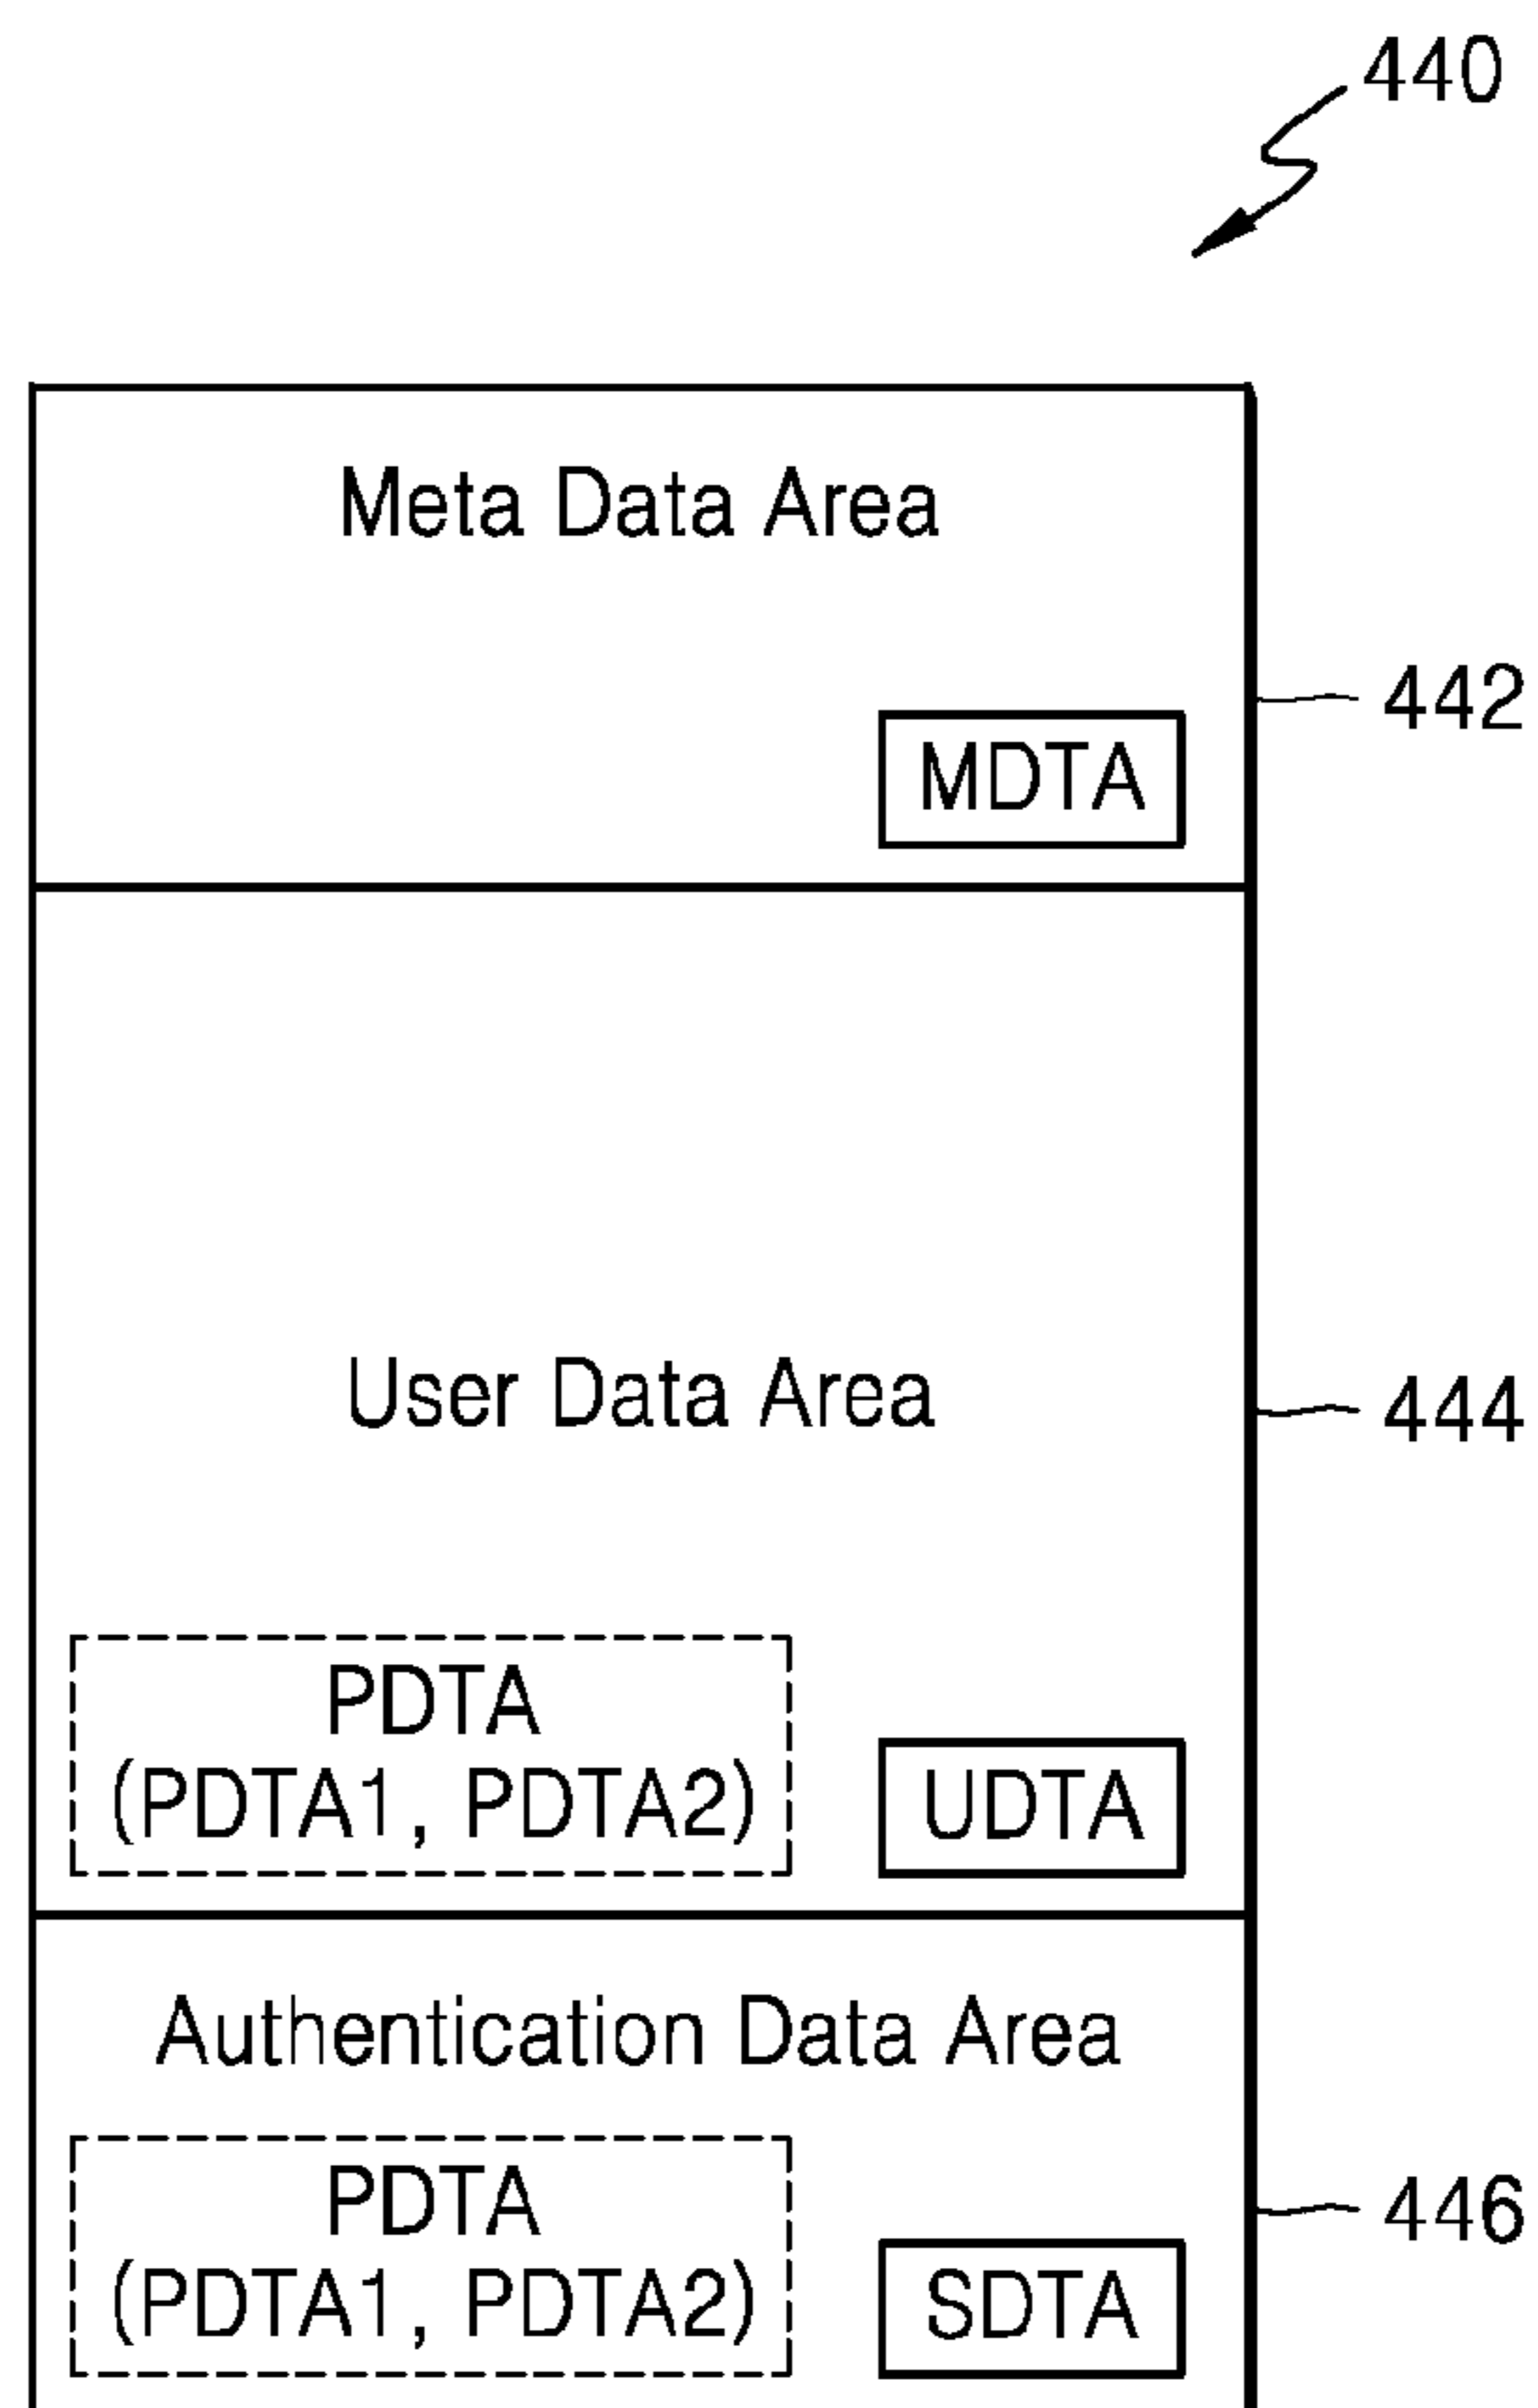 440
Meta Data Area
442
MDTA
User Data Area
444
PDTA
(PDTA1, PDTA2)
UDTA
Authentication Data Area
PDTA
446
(PDTA1, PDTA2)
SDTA